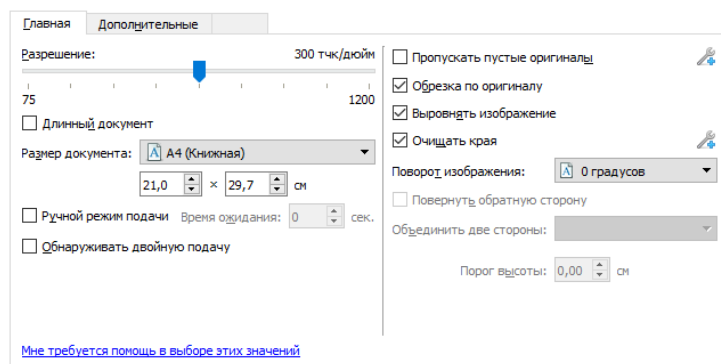 Главная Дополнительные
Разрешение: 300 тчк/дюйм
75 1200
Длинный документ
Размер документа: A4 (Книжная)
21,0 × 29,7 см
Ручной режим подачи Время ожидания: 0 сек.
Обнаруживать двойную подачу
Мне требуется помощь в выборе этих значений
Пропускать пустые оригиналы
Обрезка по оригиналу
Выровнять изображение
Очищать края
Поворот изображения: 0 градусов
Повернуть обратную сторону
Объединить две стороны:
Порог высоты: 0,00 см